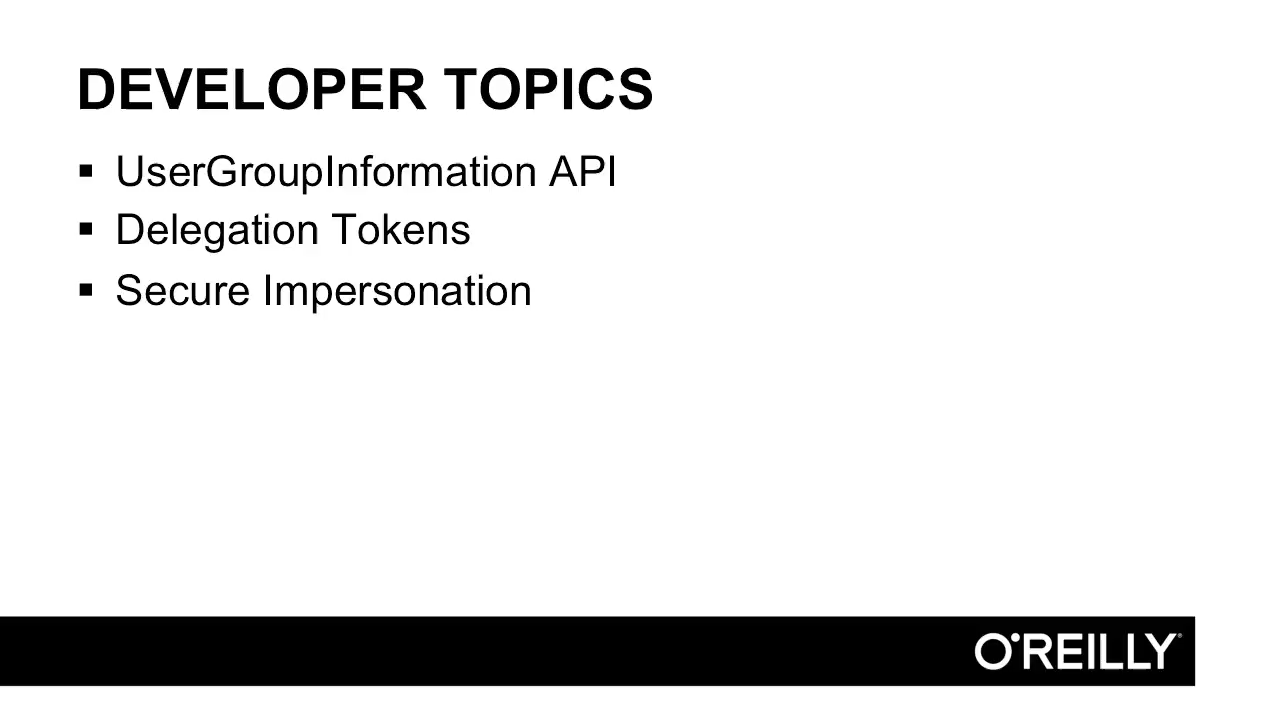 DEVELOPER TOPICS
▪ UserGroupInformation API
▪ Delegation Tokens
▪ Secure Impersonation
O'REILLY®